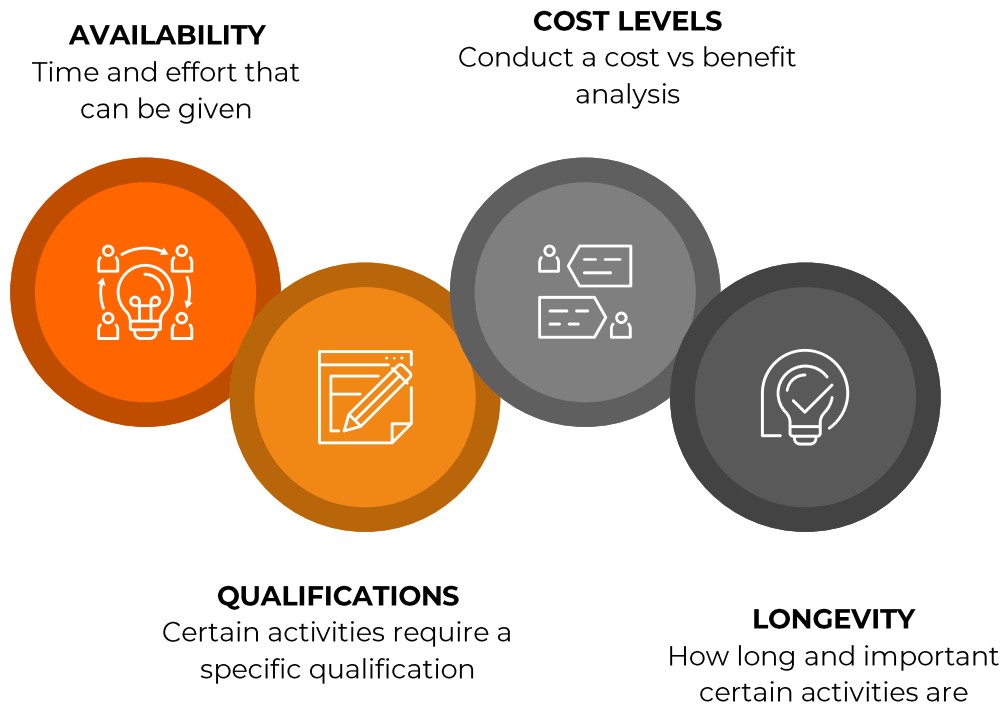 AVAILABILITY
Time and effort that
can be given
COST LEVELS
Conduct a cost vs benefit
analysis
QUALIFICATIONS
Certain activities require a
specific qualification
LONGEVITY
How long and important
certain activities are